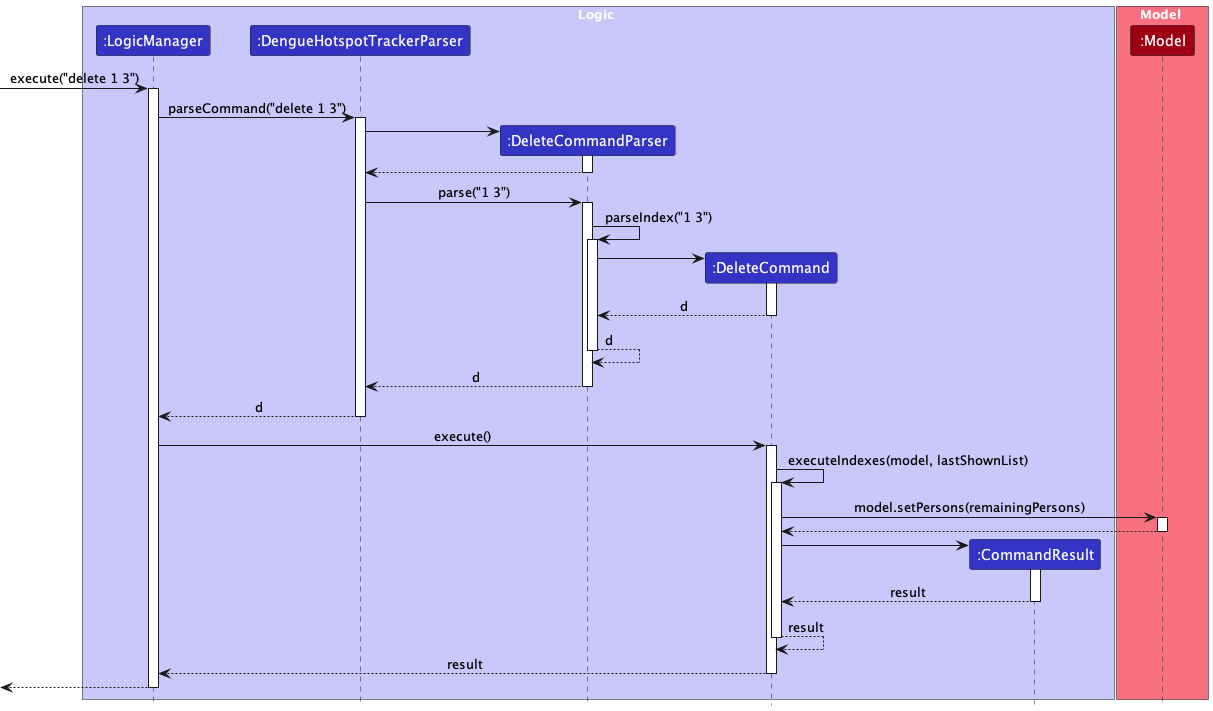 Logic
Model
:LogicManager
:DengueHotspotTrackerParser
:Model
execute("delete 1 3")
parseCommand("delete 1 3")
:DeleteCommandParser
parse("1 3")
parseIndex("1 3")
:DeleteCommand
d
d
d
d
execute()
executeIndexes(model, lastShownList)
model.setPersons(remainingPersons)
:CommandResult
result
result
result